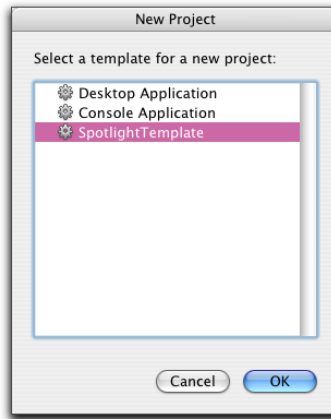 New Project
Select a template for a new project:
Desktop Application
Console Application
SpotlightTemplate
Cancel
OK